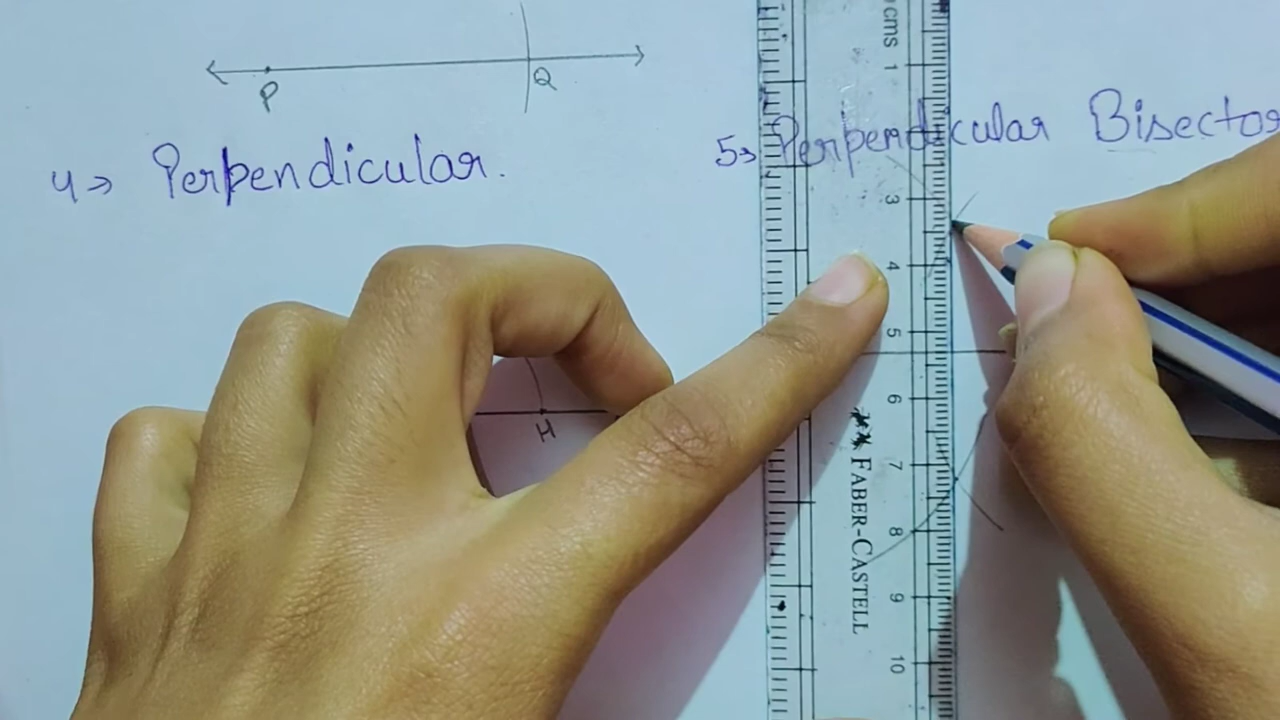 P Q
4→ Perpendicular.
5→ Perpendicular Bisector
I
cms 1 3 4 5 6 7 8 9 10
FABER-CASTELL